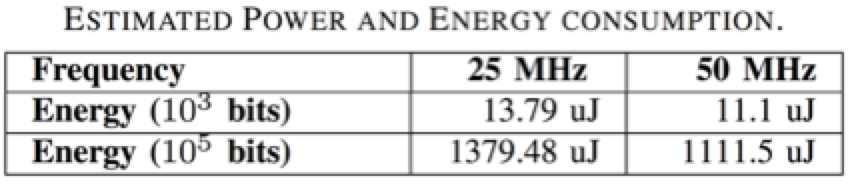 ESTIMATED POWER AND ENERGY CONSUMPTION.
Frequency 25 MHz 50 MHz
Energy (10³ bits) 13.79 uJ 11.1 uJ
Energy (10⁵ bits) 1379.48 uJ 1111.5 uJ